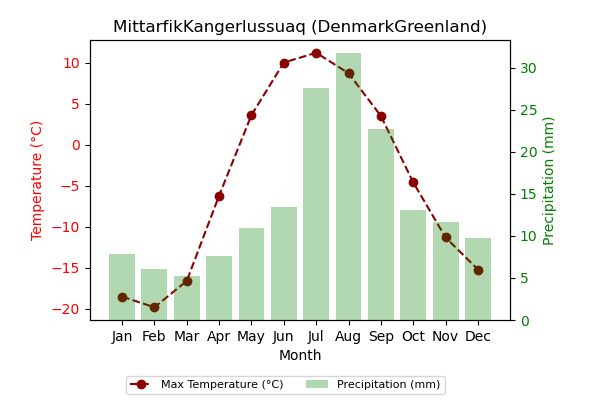 MittarfikKangerlussuaq (DenmarkGreenland)
10
5
0
−5
−10
−15
−20
Temperature (°C)
30
25
20
15
10
5
0
Precipitation (mm)
Jan Feb Mar Apr May Jun Jul Aug Sep Oct Nov Dec
Month
Max Temperature (°C) Precipitation (mm)